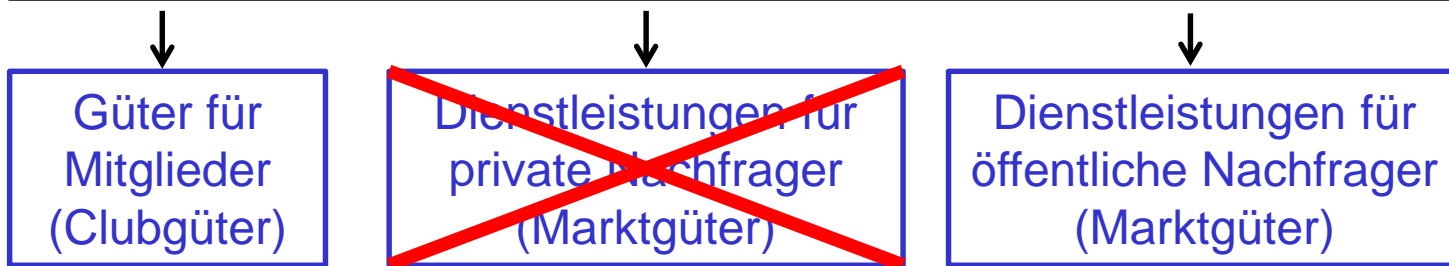 Güter für
Mitglieder
(Clubgüter)
Dienstleistungen für
private Nachfrager
(Marktgüter)
Dienstleistungen für
öffentliche Nachfrager
(Marktgüter)